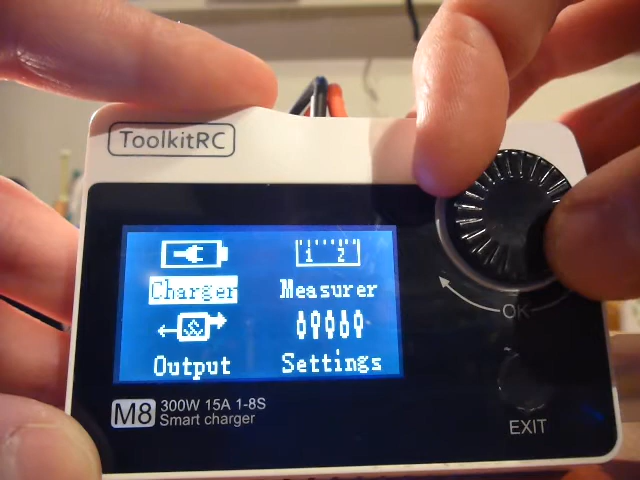 ToolkitRC
1 2
Charger Measurer
Output Settings
OK
M8 300W 15A 1-8S
Smart charger
EXIT